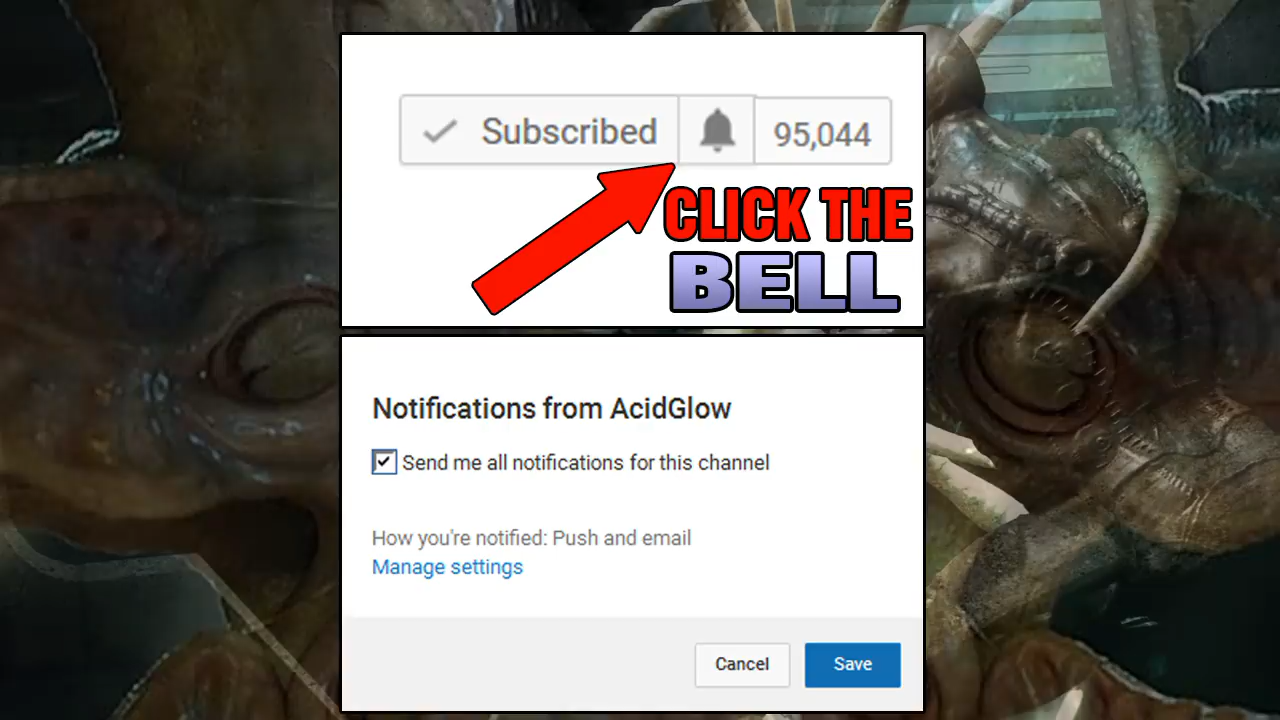 Subscribed 95,044
CLICK THE
BELL
Notifications from AcidGlow
Send me all notifications for this channel
How you're notified: Push and email
Manage settings
Cancel Save